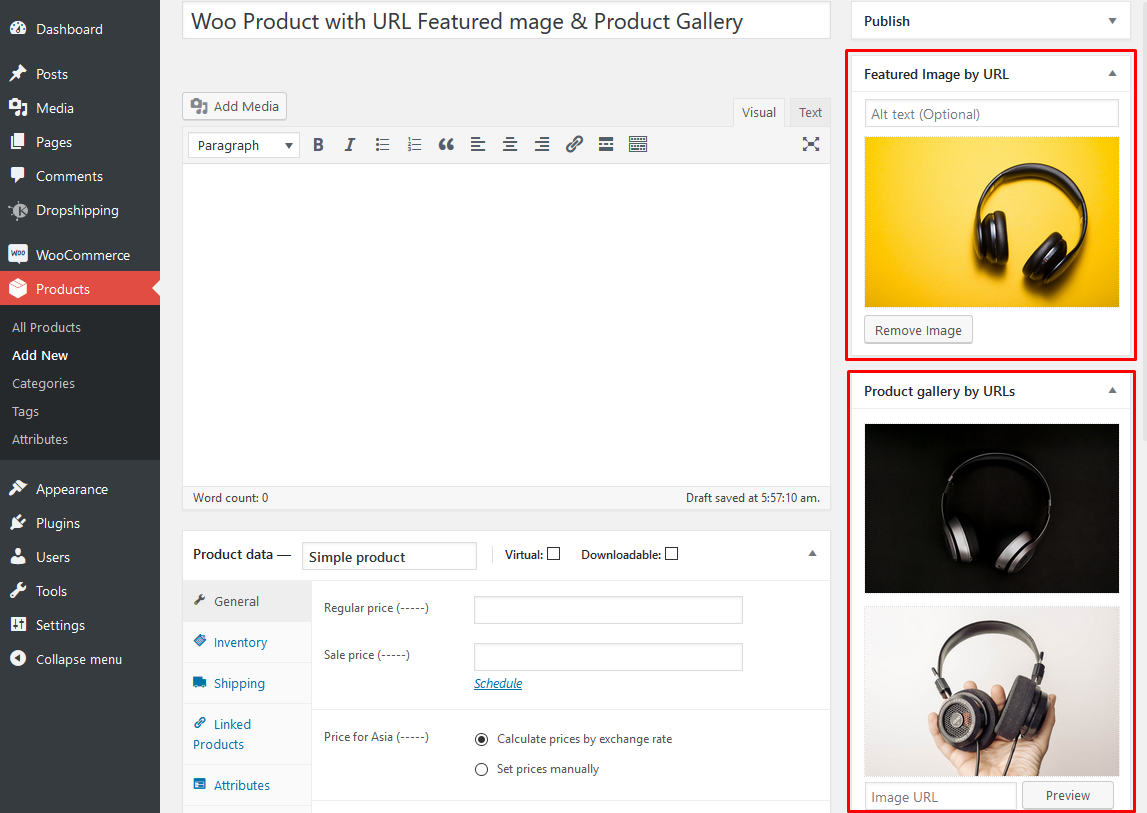 Dashboard
Posts
Media
Pages
Comments
Dropshipping
Woo WooCommerce
Products
All Products
Add New
Categories
Tags
Attributes
Appearance
Plugins
Users
Tools
Settings
Collapse menu
Woo Product with URL Featured mage & Product Gallery
Add Media
Visual Text
Paragraph
Word count: 0 Draft saved at 5:57:10 am.
Product data — Simple product Virtual: Downloadable:
General
Inventory
Shipping
Linked
Products
Attributes
Regular price (-----)
Sale price (-----)
Schedule
Price for Asia (-----) Calculate prices by exchange rate
Set prices manually
Publish
Featured Image by URL
Alt text (Optional)
Remove Image
Product gallery by URLs
Image URL Preview